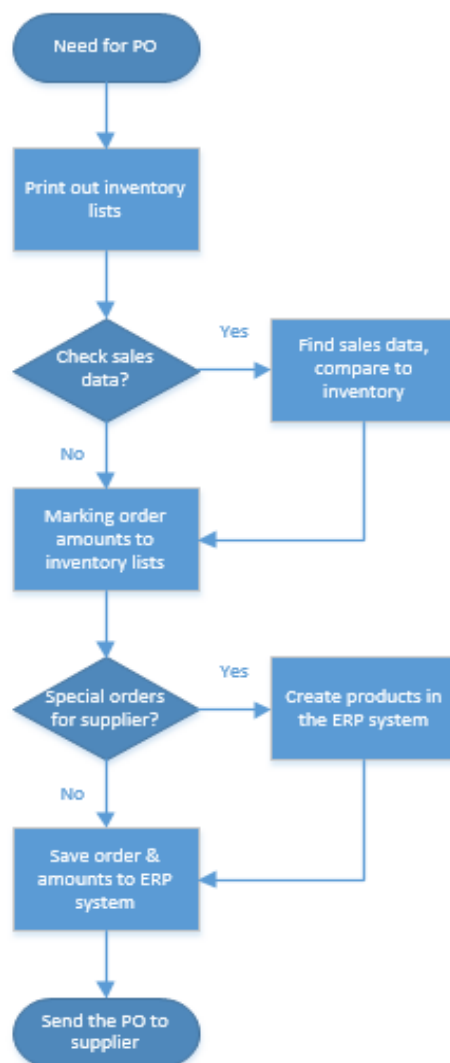 Need for PO
Print out inventory
lists
Check sales
data?
Yes
Find sales data,
compare to
inventory
No
Marking order
amounts to
inventory lists
Special orders
for supplier?
Yes
Create products in
the ERP system
No
Save order &
amounts to ERP
system
Send the PO to
supplier